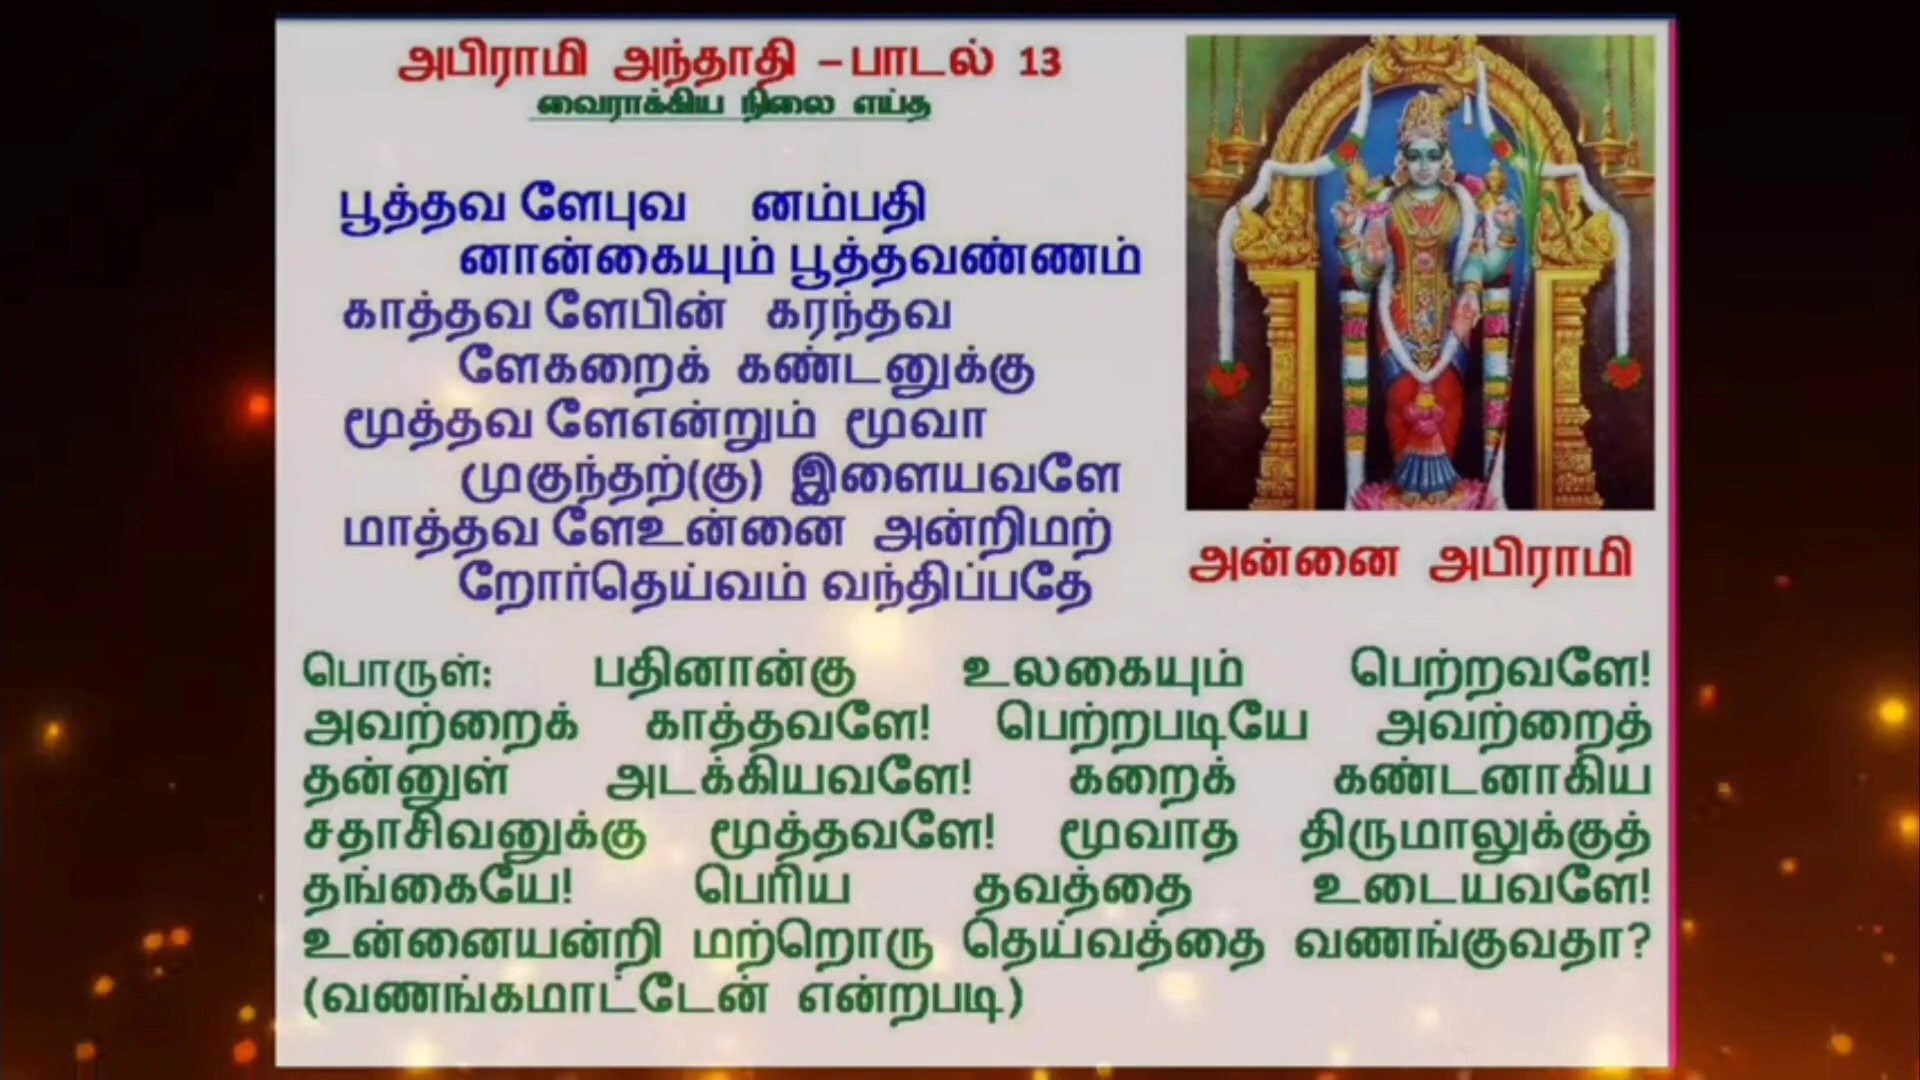 அபிராமி அந்தாதி – பாடல் 13
வைராக்கிய நிலை எய்த
பூத்தவ ளேபுவ னம்பதி
னான்கையும் பூத்தவண்ணம்
காத்தவ ளேபின் கரந்தவ
ளேகறைக் கண்டனுக்கு
மூத்தவ ளேஎன்றும் மூவா
முகுந்தற்(கு) இளையவளே
மாத்தவ ளேஉன்னை அன்றிமற்
றோர்தெய்வம் வந்திப்பதே
அன்னை அபிராமி
பொருள்: பதினான்கு உலகையும் பெற்றவளே!
அவற்றைக் காத்தவளே! பெற்றபடியே அவற்றைத்
தன்னுள் அடக்கியவளே! கறைக் கண்டனாகிய
சதாசிவனுக்கு மூத்தவளே! மூவாத திருமாலுக்குத்
தங்கையே! பெரிய தவத்தை உடையவளே!
உன்னையன்றி மற்றொரு தெய்வத்தை வணங்குவதா?
(வணங்கமாட்டேன் என்றபடி)